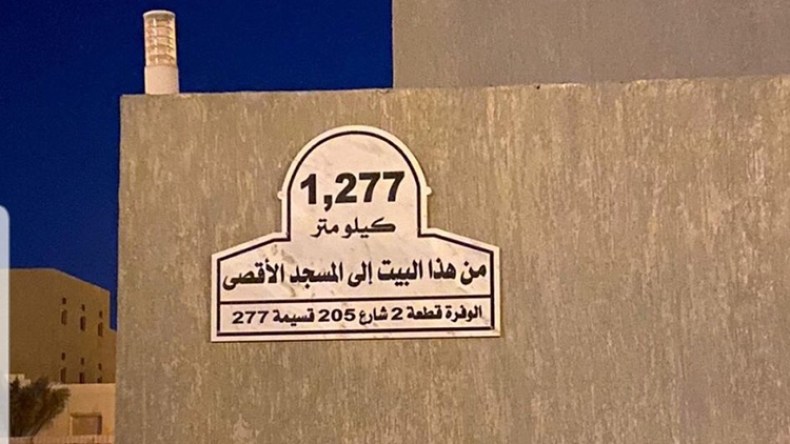 1,277
كيلو متر
من هذا البيت إلى المسجد الأقصى
الوفرة قطعة 2 شارع 205 قسيمة 277